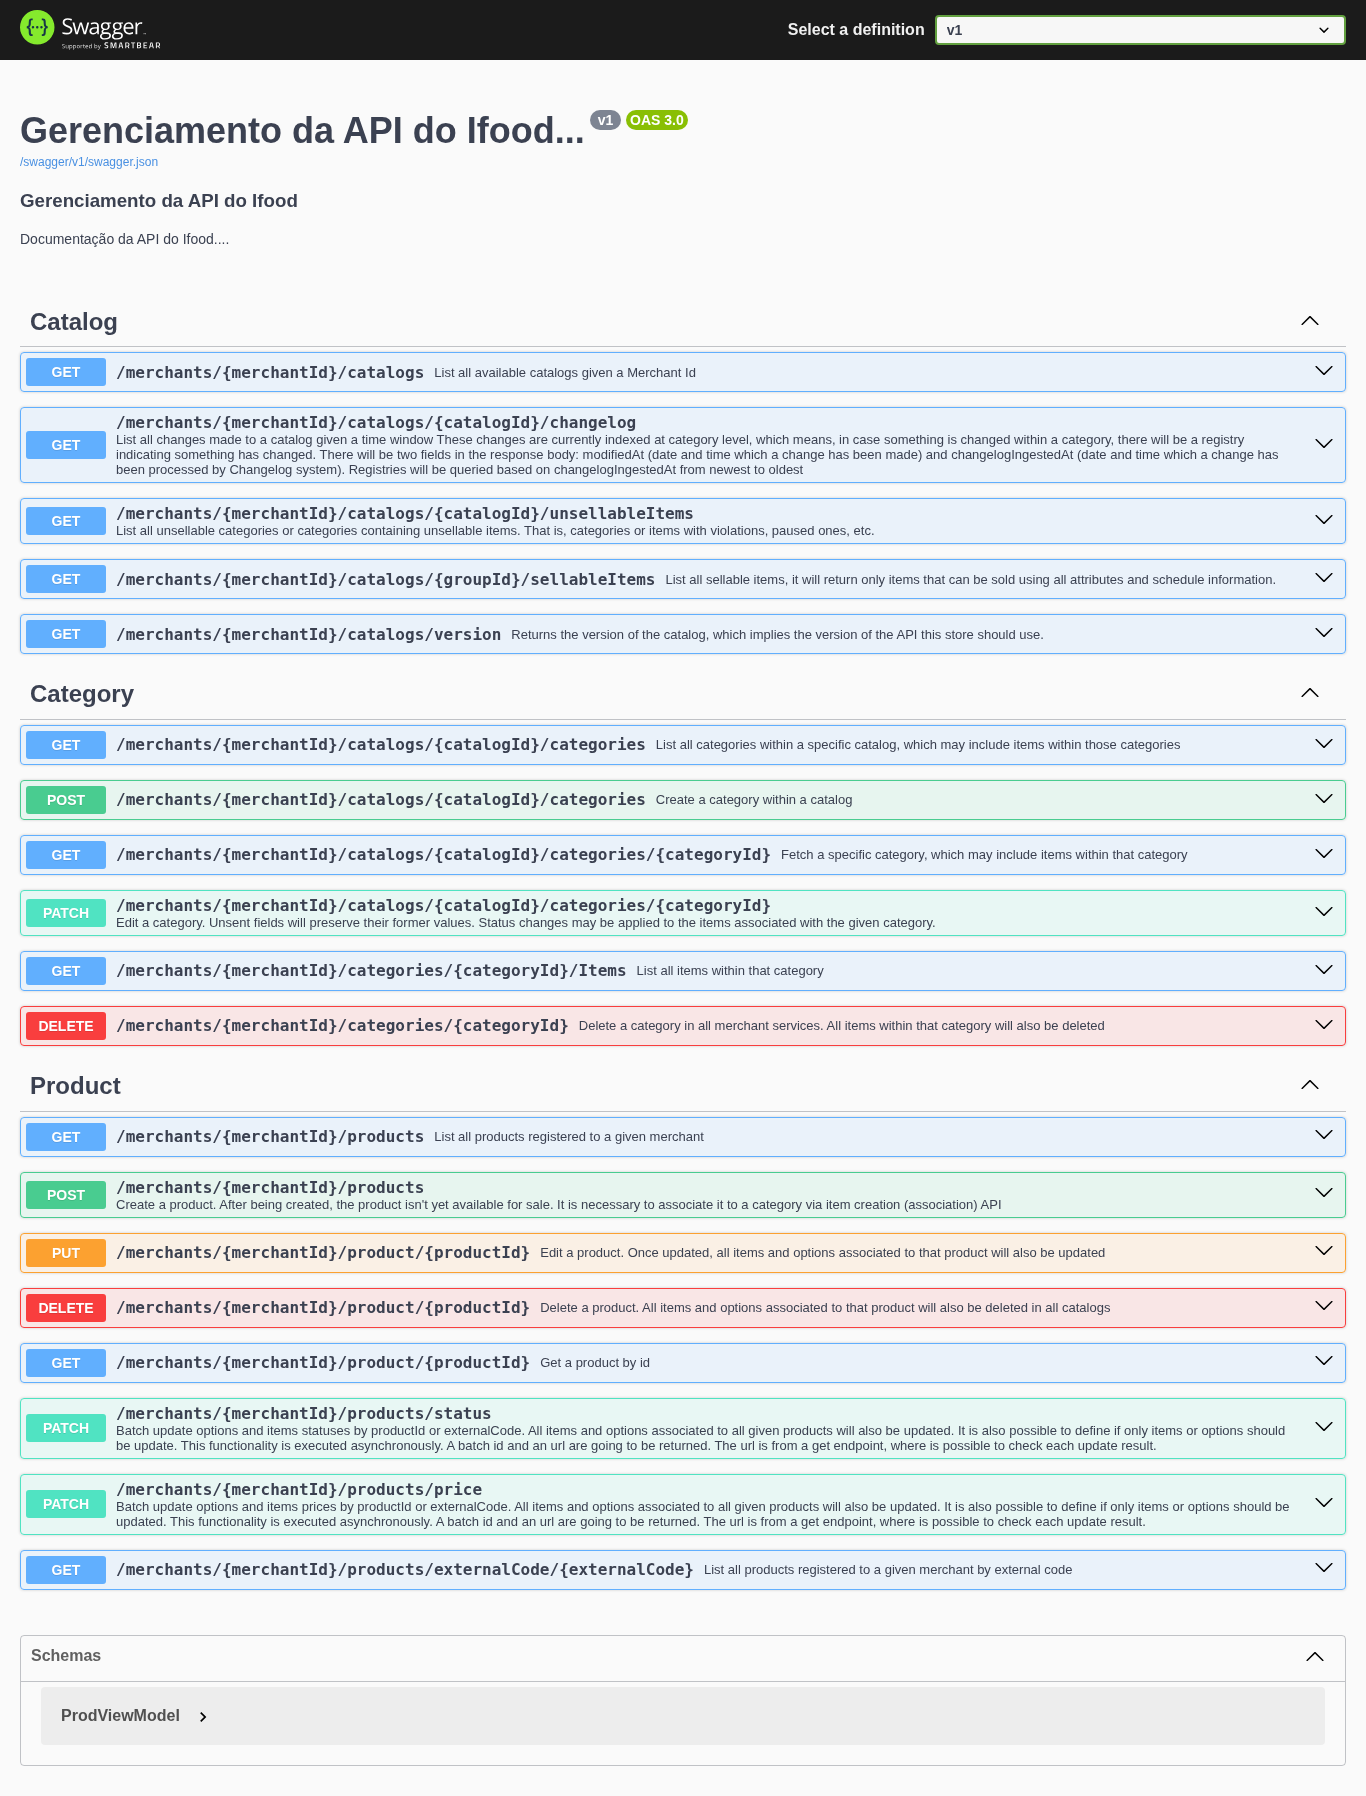 Swagger
Supported by SMARTBEAR
Select a definition
v1
Gerenciamento da API do Ifood... v1 OAS 3.0
/swagger/v1/swagger.json
Gerenciamento da API do Ifood
Documentação da API do Ifood....
Catalog
GET /merchants/{merchantId}/catalogs List all available catalogs given a Merchant Id
/merchants/{merchantId}/catalogs/{catalogId}/changelog
GET
List all changes made to a catalog given a time window These changes are currently indexed at category level, which means, in case something is changed within a category, there will be a registry
indicating something has changed. There will be two fields in the response body: modifiedAt (date and time which a change has been made) and changelogIngestedAt (date and time which a change has
been processed by Changelog system). Registries will be queried based on changelogIngestedAt from newest to oldest
GET /merchants/{merchantId}/catalogs/{catalogId}/unsellableItems
List all unsellable categories or categories containing unsellable items. That is, categories or items with violations, paused ones, etc.
GET /merchants/{merchantId}/catalogs/{groupId}/sellableItems List all sellable items, it will return only items that can be sold using all attributes and schedule information.
GET /merchants/{merchantId}/catalogs/version Returns the version of the catalog, which implies the version of the API this store should use.
Category
GET /merchants/{merchantId}/catalogs/{catalogId}/categories List all categories within a specific catalog, which may include items within those categories
POST /merchants/{merchantId}/catalogs/{catalogId}/categories Create a category within a catalog
GET /merchants/{merchantId}/catalogs/{catalogId}/categories/{categoryId} Fetch a specific category, which may include items within that category
PATCH /merchants/{merchantId}/catalogs/{catalogId}/categories/{categoryId}
Edit a category. Unsent fields will preserve their former values. Status changes may be applied to the items associated with the given category.
GET /merchants/{merchantId}/categories/{categoryId}/Items List all items within that category
DELETE /merchants/{merchantId}/categories/{categoryId} Delete a category in all merchant services. All items within that category will also be deleted
Product
GET /merchants/{merchantId}/products List all products registered to a given merchant
POST /merchants/{merchantId}/products
Create a product. After being created, the product isn't yet available for sale. It is necessary to associate it to a category via item creation (association) API
PUT /merchants/{merchantId}/product/{productId} Edit a product. Once updated, all items and options associated to that product will also be updated
DELETE /merchants/{merchantId}/product/{productId} Delete a product. All items and options associated to that product will also be deleted in all catalogs
GET /merchants/{merchantId}/product/{productId} Get a product by id
PATCH /merchants/{merchantId}/products/status
Batch update options and items statuses by productId or externalCode. All items and options associated to all given products will also be updated. It is also possible to define if only items or options should
be update. This functionality is executed asynchronously. A batch id and an url are going to be returned. The url is from a get endpoint, where is possible to check each update result.
PATCH /merchants/{merchantId}/products/price
Batch update options and items prices by productId or externalCode. All items and options associated to all given products will also be updated. It is also possible to define if only items or options should be
updated. This functionality is executed asynchronously. A batch id and an url are going to be returned. The url is from a get endpoint, where is possible to check each update result.
GET /merchants/{merchantId}/products/externalCode/{externalCode} List all products registered to a given merchant by external code
Schemas
ProdViewModel